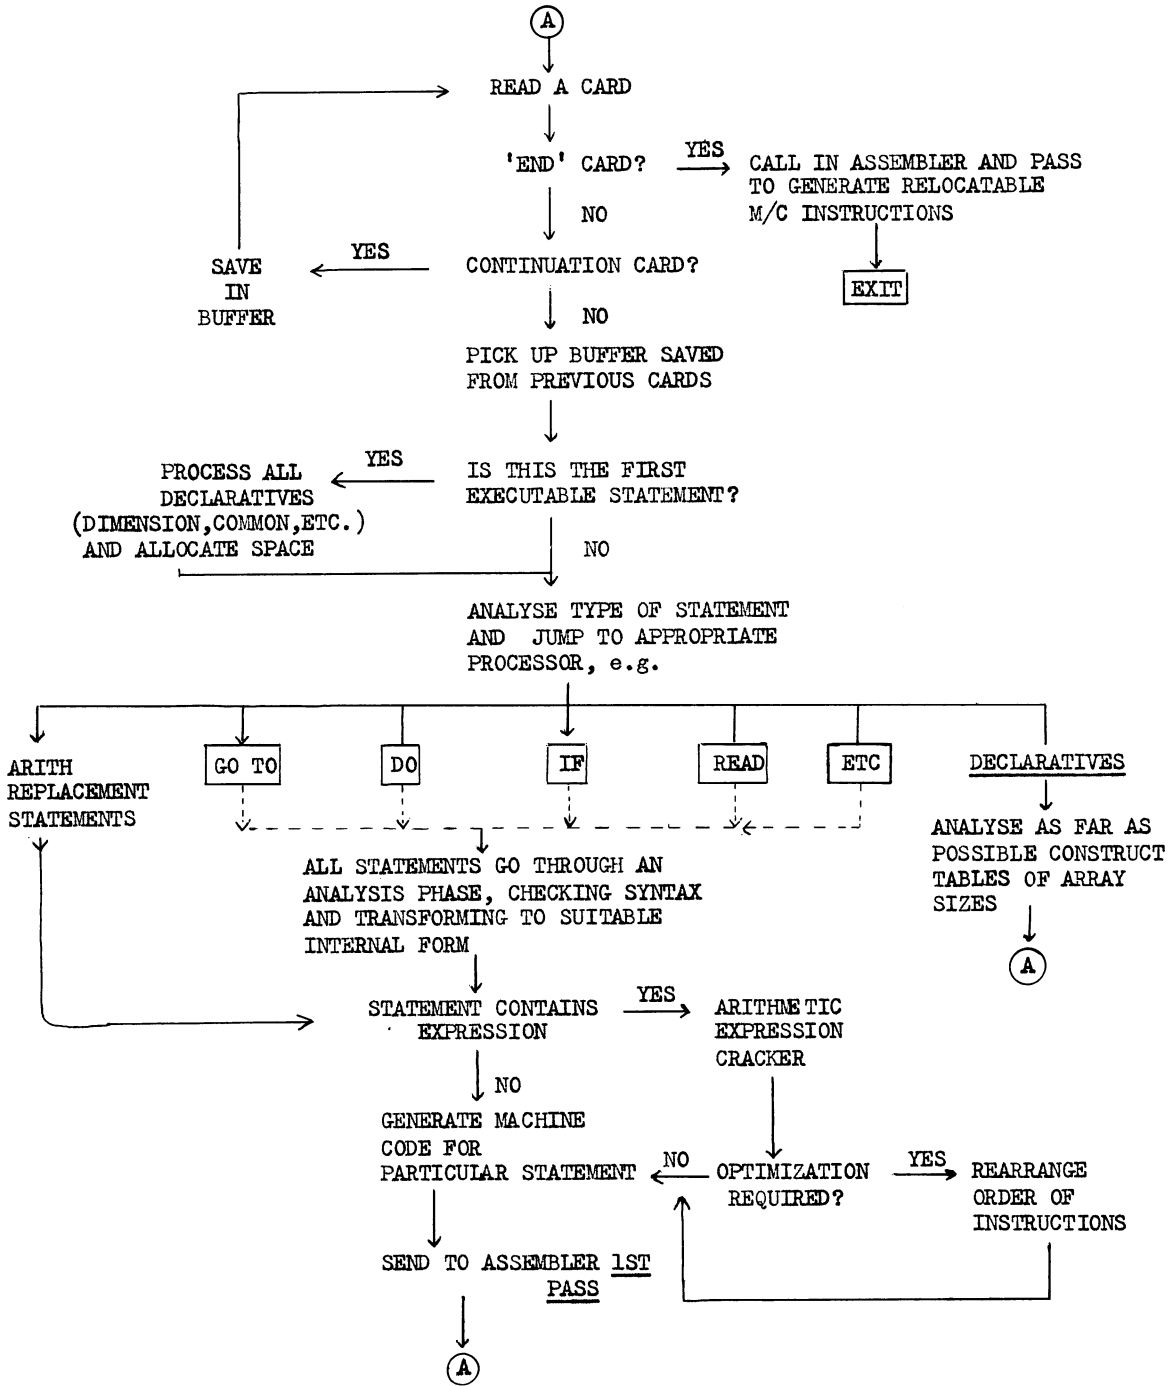 A
READ A CARD
'END' CARD?
YES
CALL IN ASSEMBLER AND PASS
TO GENERATE RELOCATABLE
M/C INSTRUCTIONS
NO
EXIT
CONTINUATION CARD?
YES
SAVE
IN
BUFFER
NO
PICK UP BUFFER SAVED
FROM PREVIOUS CARDS
IS THIS THE FIRST
EXECUTABLE STATEMENT?
YES
PROCESS ALL
DECLARATIVES
(DIMENSION,COMMON,ETC.)
AND ALLOCATE SPACE
NO
ANALYSE TYPE OF STATEMENT
AND JUMP TO APPROPRIATE
PROCESSOR, e.g.
ARITH
REPLACEMENT
STATEMENTS
GO TO
DO
IF
READ
ETC
DECLARATIVES
ANALYSE AS FAR AS
POSSIBLE CONSTRUCT
TABLES OF ARRAY
SIZES
A
ALL STATEMENTS GO THROUGH AN
ANALYSIS PHASE, CHECKING SYNTAX
AND TRANSFORMING TO SUITABLE
INTERNAL FORM
STATEMENT CONTAINS
EXPRESSION
YES
ARITHMETIC
EXPRESSION
CRACKER
NO
GENERATE MACHINE
CODE FOR
PARTICULAR STATEMENT
NO
OPTIMIZATION
REQUIRED?
YES
REARRANGE
ORDER OF
INSTRUCTIONS
SEND TO ASSEMBLER 1ST
PASS
A